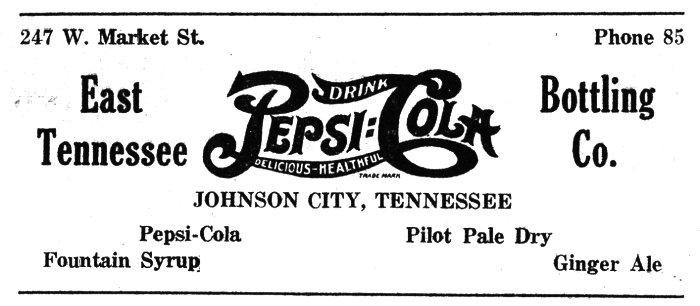 247 W. Market St. Phone 85
East Tennessee
DRINK
PEPSI:COLA
DELICIOUS-HEALTHFUL
TRADE MARK
Bottling Co.
JOHNSON CITY, TENNESSEE
Pepsi-Cola Pilot Pale Dry
Fountain Syrup Ginger Ale